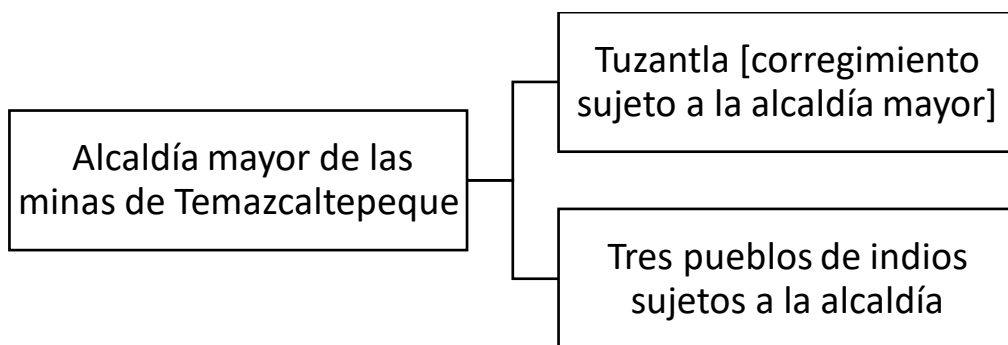 Alcaldía mayor de las
minas de Temazcaltepeque
Tuzantla [corregimiento
sujeto a la alcaldía mayor]
Tres pueblos de indios
sujetos a la alcaldía